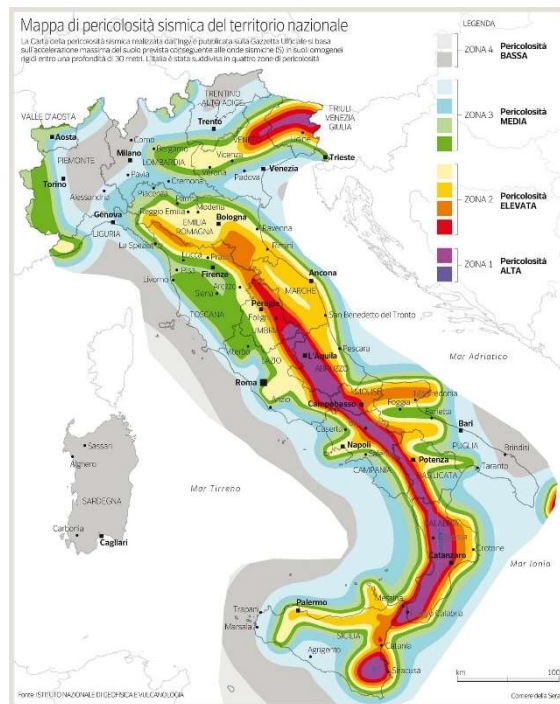 Mappa di pericolosità sismica del territorio nazionale
La Carta della pericolosità sismica realizzata dall'Ingv e pubblicata sulla Gazzetta Ufficiale si basa
sull'accelerazione massima del suolo prevista conseguente alle onde sismiche (S) in suoli omogenei
rigidi entro una profondità di 30 metri. L'Italia è stata suddivisa in quattro zone di pericolosità
LEGENDA
ZONA 4 Pericolosità
BASSA
ZONA 3 Pericolosità
MEDIA
ZONA 2 Pericolosità
ELEVATA
ZONA 1 Pericolosità
ALTA
TRENTINO
ALTO ADIGE
FRIULI
VENEZIA
GIULIA
VALLE D'AOSTA
Aosta
Trento
Como
Bergamo
Milano
LOMBARDIA
Vicenza
Trieste
PIEMONTE
Torino
Verona
Venezia
Padova
Pavia
Cremona
Alessandria
Piacenza
Parma
Modena
Reggio Emilia
Genova
Bologna
EMILIA
ROMAGNA
LIGURIA
Ravenna
La Spezia
Rimini
Lucca
Firenze
Livorno
Arezzo
Ancona
MARCHE
Siena
TOSCANA
Perugia
Foligno
UMBRIA
San Benedetto del Tronto
Viterbo
LAZIO
L'Aquila
ABRUZZO
Pescara
Mar Adriatico
Roma
Anzio
MOLISE
Campobasso
Foggia
Barletta
Caserta
Bari
PUGLIA
Napoli
Brindisi
Potenza
CAMPANIA
BASILICATA
Taranto
Sassari
Alghero
Mar Tirreno
SARDEGNA
Carbonia
Cagliari
Crotone
Catanzaro
Mar Ionia
Palermo
Messina
Trapani
Marsala
SICILIA
Catania
Agrigento
Siracusa
km 100
Fonte: ISTITUTO NAZIONALE DI GEOFISICA E VULCANOLOGIA
Corriere della Sera